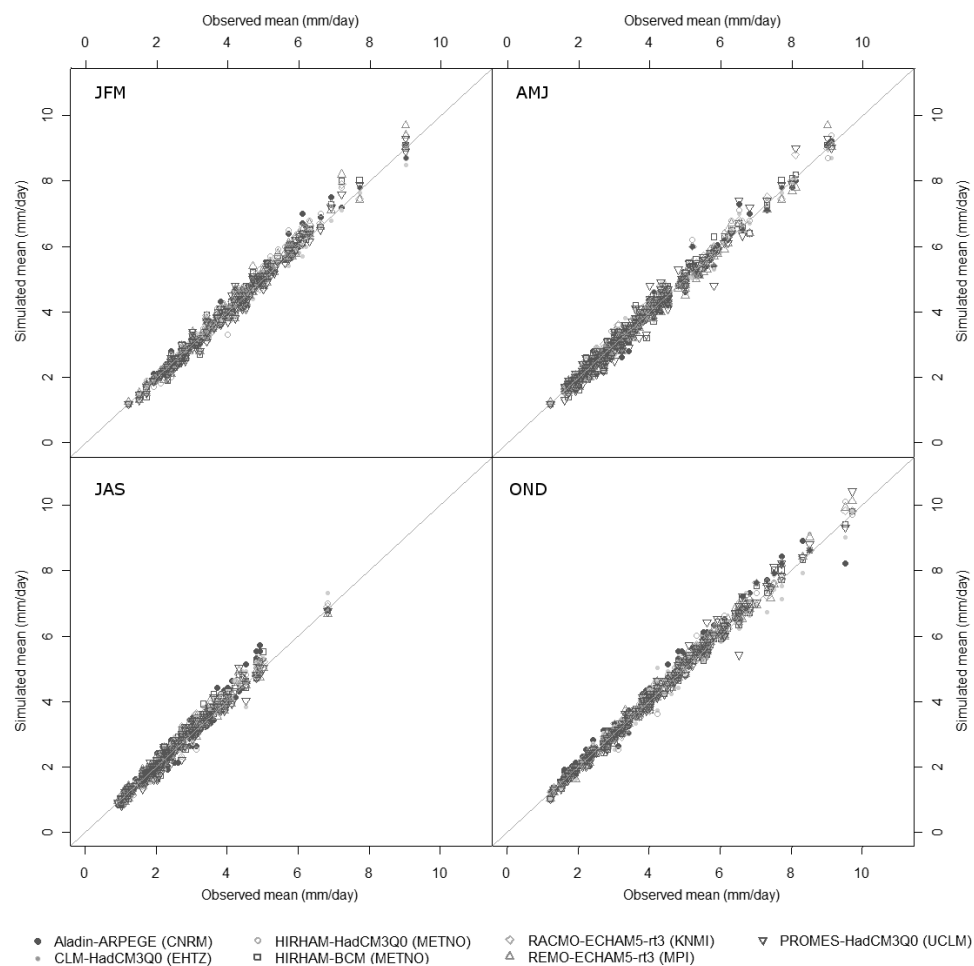 Observed mean (mm/day)
Observed mean (mm/day)
0 2 4 6 8 10
0 2 4 6 8 10
JFM
AMJ
Simulated mean (mm/day)
0 2 4 6 8 10
Simulated mean (mm/day)
0 2 4 6 8 10
JAS
OND
Simulated mean (mm/day)
0 2 4 6 8 10
Simulated mean (mm/day)
0 2 4 6 8 10
0 2 4 6 8 10
0 2 4 6 8 10
Observed mean (mm/day)
Observed mean (mm/day)
Aladin-ARPEGE (CNRM)
CLM-HadCM3Q0 (EHTZ)
HIRHAM-HadCM3Q0 (METNO)
HIRHAM-BCM (METNO)
RACMO-ECHAM5-rt3 (KNMI)
REMO-ECHAM5-rt3 (MPI)
PROMES-HadCM3Q0 (UCLM)